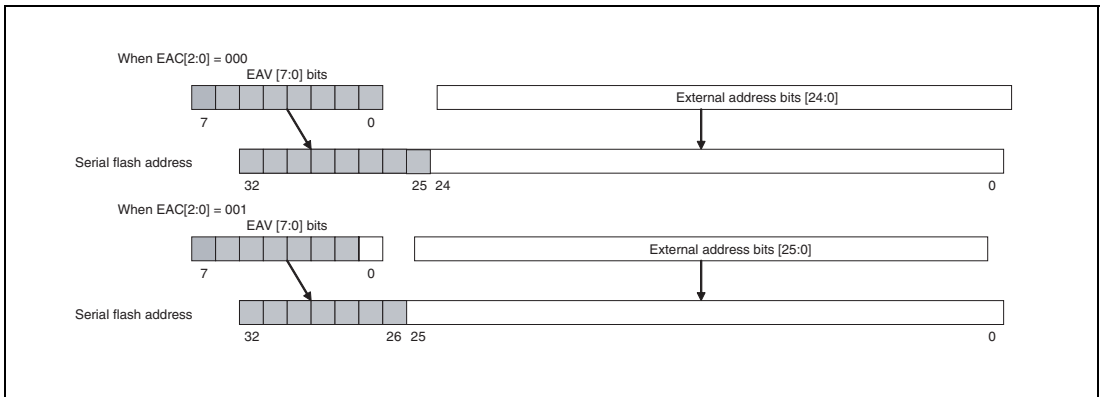 When EAC[2:0] = 000
EAV [7:0] bits
External address bits [24:0]
7 0
Serial flash address
32 25 24 0
When EAC[2:0] = 001
EAV [7:0] bits
External address bits [25:0]
7 0
Serial flash address
32 26 25 0